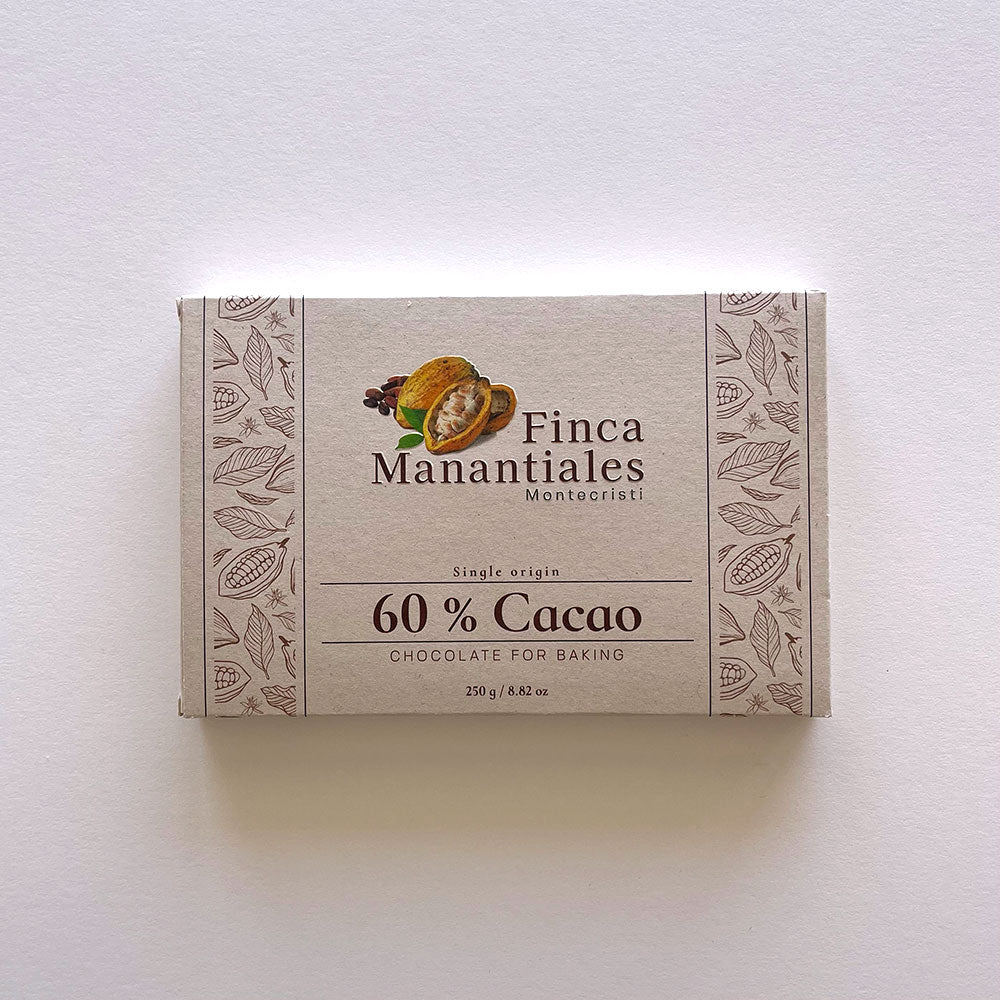 Finca
Manantiales
Montecristi
Single origin
60 % Cacao
CHOCOLATE FOR BAKING
250 g / 8.82 oz